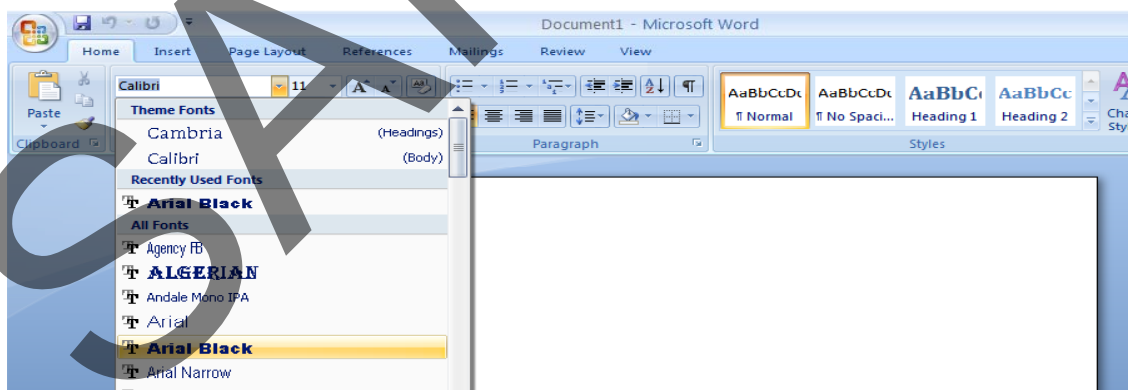 Document1 - Microsoft Word
Home Insert Page Layout References Mailings Review View
Calibri 11
Paste
Clipboard
Theme Fonts
Cambria (Headings)
Calibri (Body)
Recently Used Fonts
Arial Black
All Fonts
Agency FB
ALGERIAN
Andale Mono IPA
Arial
Arial Black
Arial Narrow
Paragraph
AaBbCcDc AaBbCcDc AaBbC AaBbCc
¶ Normal ¶ No Spaci... Heading 1 Heading 2
Styles
SA